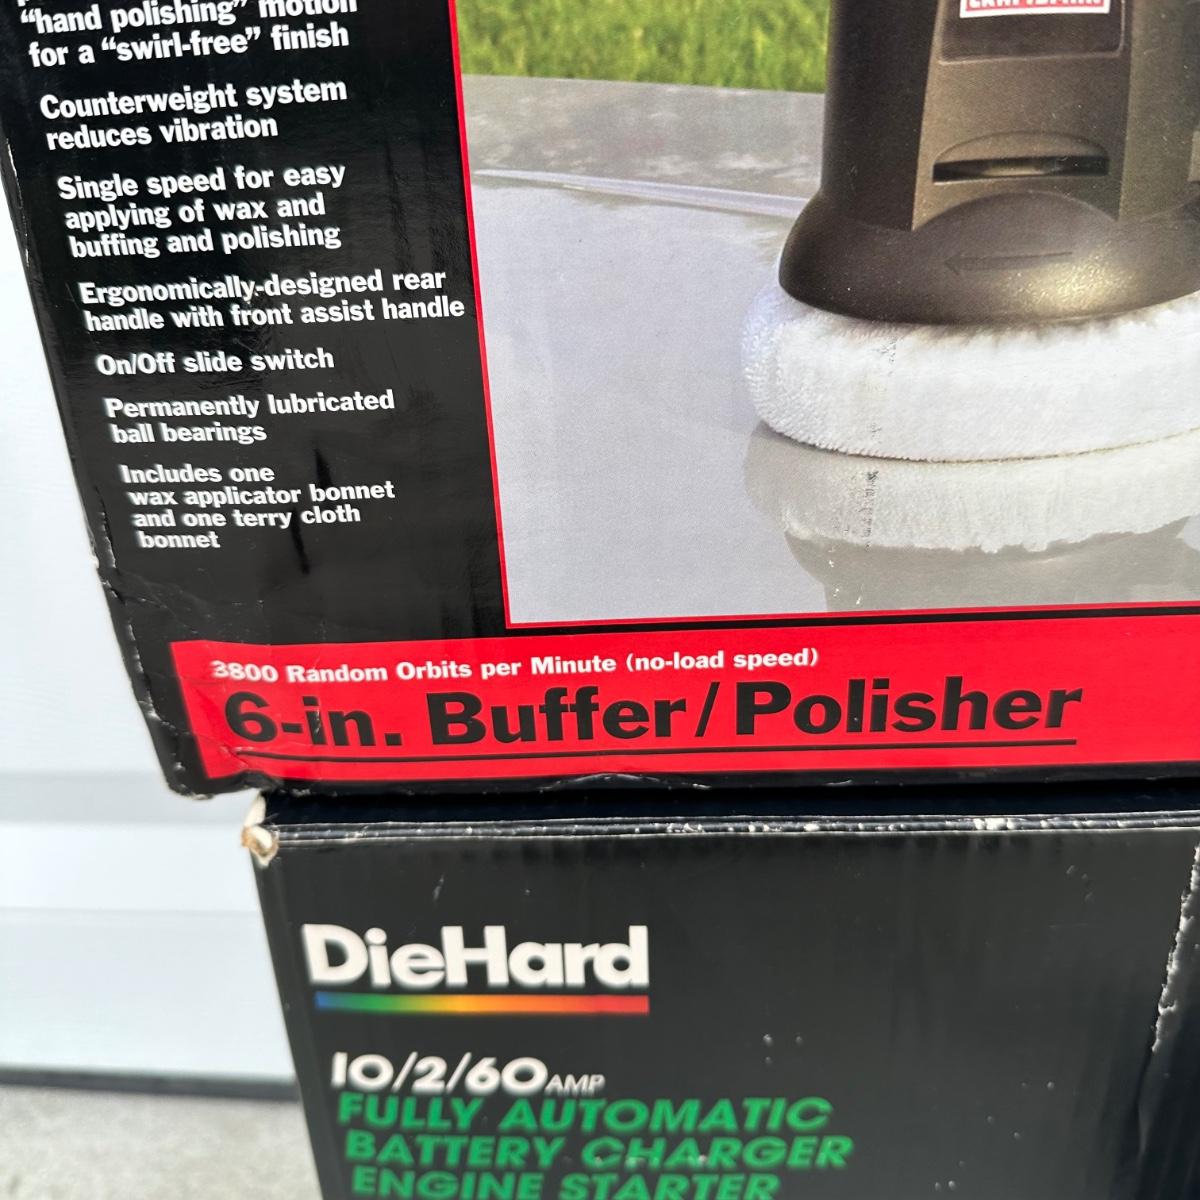 "hand polishing" motion
for a "swirl-free" finish
Counterweight system
reduces vibration
Single speed for easy
applying of wax and
buffing and polishing
Ergonomically-designed rear
handle with front assist handle
On/Off slide switch
Permanently lubricated
ball bearings
Includes one
wax applicator bonnet
and one terry cloth
bonnet
CRAFTSMAN
3800 Random Orbits per Minute (no-load speed)
6-in. Buffer/Polisher
DieHard
10/2/60 AMP
FULLY AUTOMATIC
BATTERY CHARGER
ENGINE STARTER